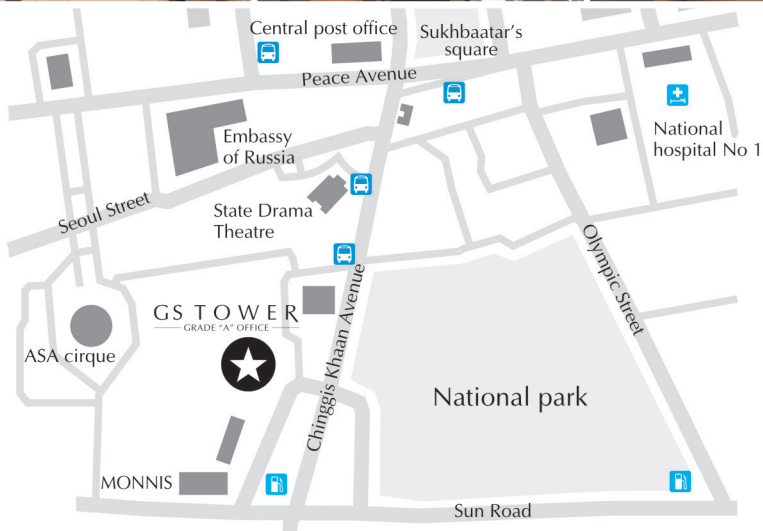 Central post office
Sukhbaatar's
square
Peace Avenue
Embassy
of Russia
National
hospital No 1
Seoul Street
State Drama
Theatre
Olympic Street
GS TOWER
GRADE "A" OFFICE
ASA cirque
Chinggis Khaan Avenue
National park
MONNIS
Sun Road